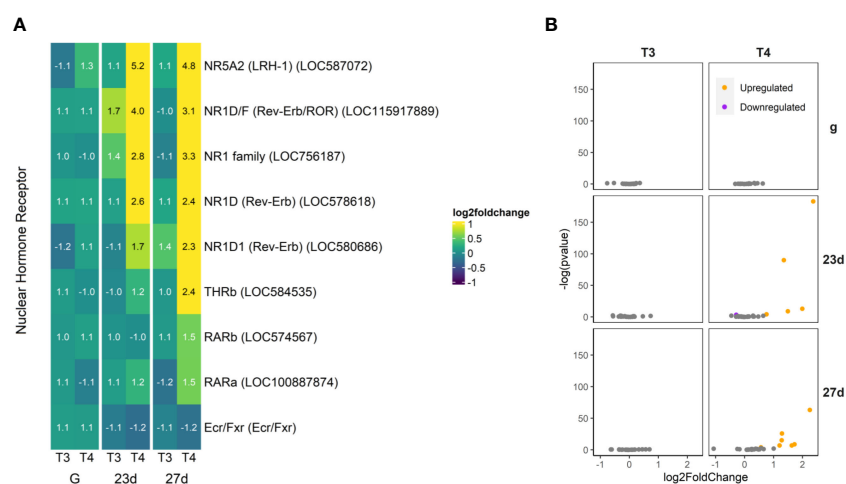 A
-1.1 1.3 1.1 5.2 1.1 4.8 NR5A2 (LRH-1) (LOC587072)
1.1 1.1 1.7 4.0 -1.0 3.1 NR1D/F (Rev-Erb/ROR) (LOC115917889)
1.0 -1.0 1.4 2.8 -1.1 3.3 NR1 family (LOC756187)
1.1 1.1 1.1 2.6 1.1 2.4 NR1D (Rev-Erb) (LOC578618)
-1.2 1.1 -1.1 1.7 1.4 2.3 NR1D1 (Rev-Erb) (LOC580686)
1.1 -1.0 -1.0 1.2 1.0 2.4 THRb (LOC584535)
1.0 1.1 1.0 -1.0 1.1 1.5 RARb (LOC574567)
1.1 -1.1 1.1 1.2 -1.2 1.5 RARa (LOC100887874)
1.1 1.1 -1.1 -1.2 -1.1 -1.2 Ecr/Fxr (Ecr/Fxr)
T3 T4 T3 T4 T3 T4
G 23d 27d
Nuclear Hormone Receptor
log2foldchange
1
0.5
0
-0.5
-1
B
T3 T4
Upregulated
Downregulated
g
23d
27d
150
100
50
0
150
100
50
0
150
100
50
0
-log(pvalue)
-1 0 1 2 -1 0 1 2
log2FoldChange